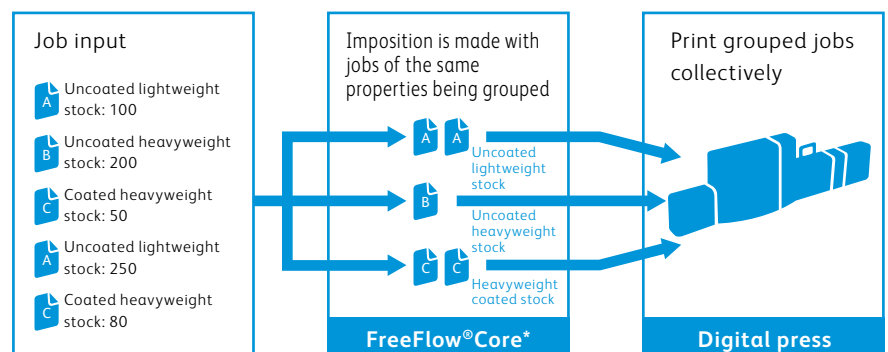 Job input
A
Uncoated lightweight
stock: 100
B
Uncoated heavyweight
stock: 200
C
Coated heavyweight
stock: 50
A
Uncoated lightweight
stock: 250
C
Coated heavyweight
stock: 80
Imposition is made with
jobs of the same
properties being grouped
A A
Uncoated
lightweight
stock
B
Uncoated
heavyweight
stock
C C
Heavyweight
coated stock
FreeFlow®Core*
Print grouped jobs
collectively
Digital press